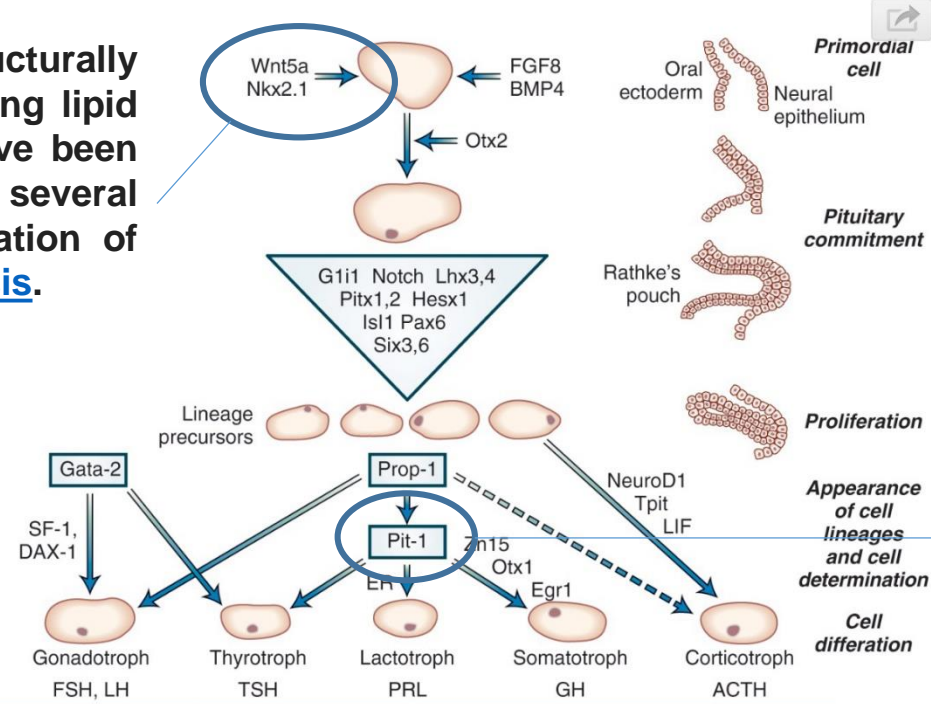 ucturally
ng lipid
ve been
several
ation of
is.
Wnt5a
Nkx2.1
FGF8
BMP4
Otx2
Oral
ectoderm
Neural
epithelium
Primordial
cell
Pituitary
commitment
G1i1 Notch Lhx3,4
Pitx1,2 Hesx1
Isl1 Pax6
Six3,6
Rathke's
pouch
Lineage
precursors
Proliferation
Gata-2
Prop-1
NeuroD1
Tpit
LIF
Appearance
of cell
lineages
and cell
determination
SF-1,
DAX-1
Pit-1
Zn15
Otx1
ER
Egr1
Cell
differation
Gonadotroph
Thyrotroph
Lactotroph
Somatotroph
Corticotroph
FSH, LH
TSH
PRL
GH
ACTH